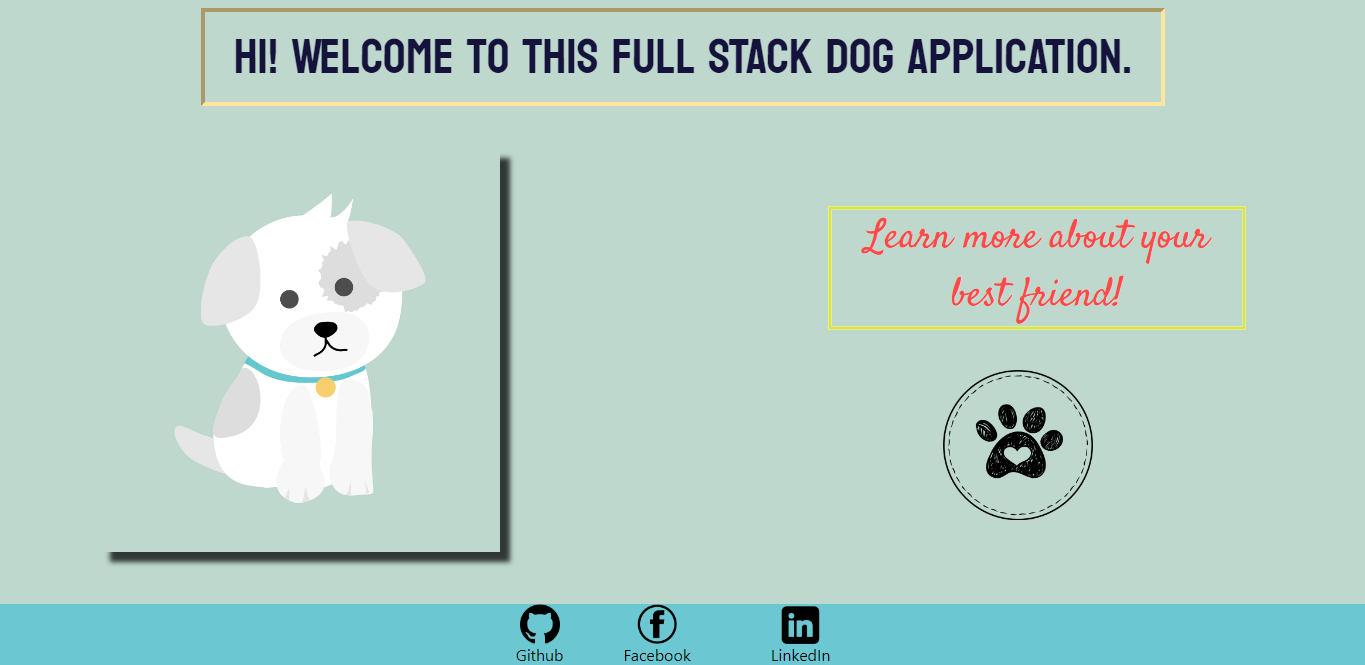 HI! WELCOME TO THIS FULL STACK DOG APPLICATION.
Learn more about your
best friend!
Github
Facebook
LinkedIn